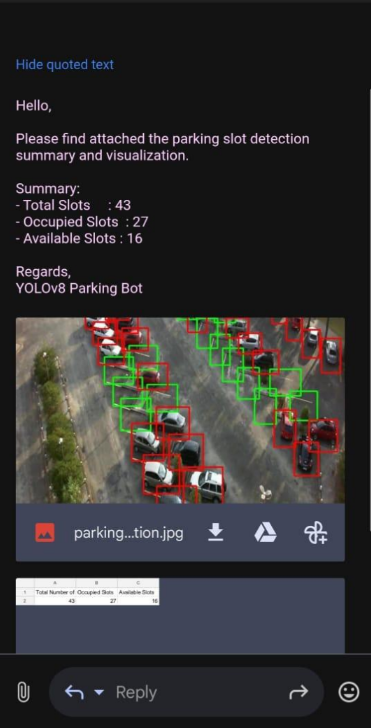 Hide quoted text
Hello,
Please find attached the parking slot detection
summary and visualization.
Summary:
- Total Slots : 43
- Occupied Slots : 27
- Available Slots : 16
Regards,
YOLOv8 Parking Bot
parking...tion.jpg
A B C
1 Total Number of Occupied Slots Available Slots
2 43 27 16
Reply